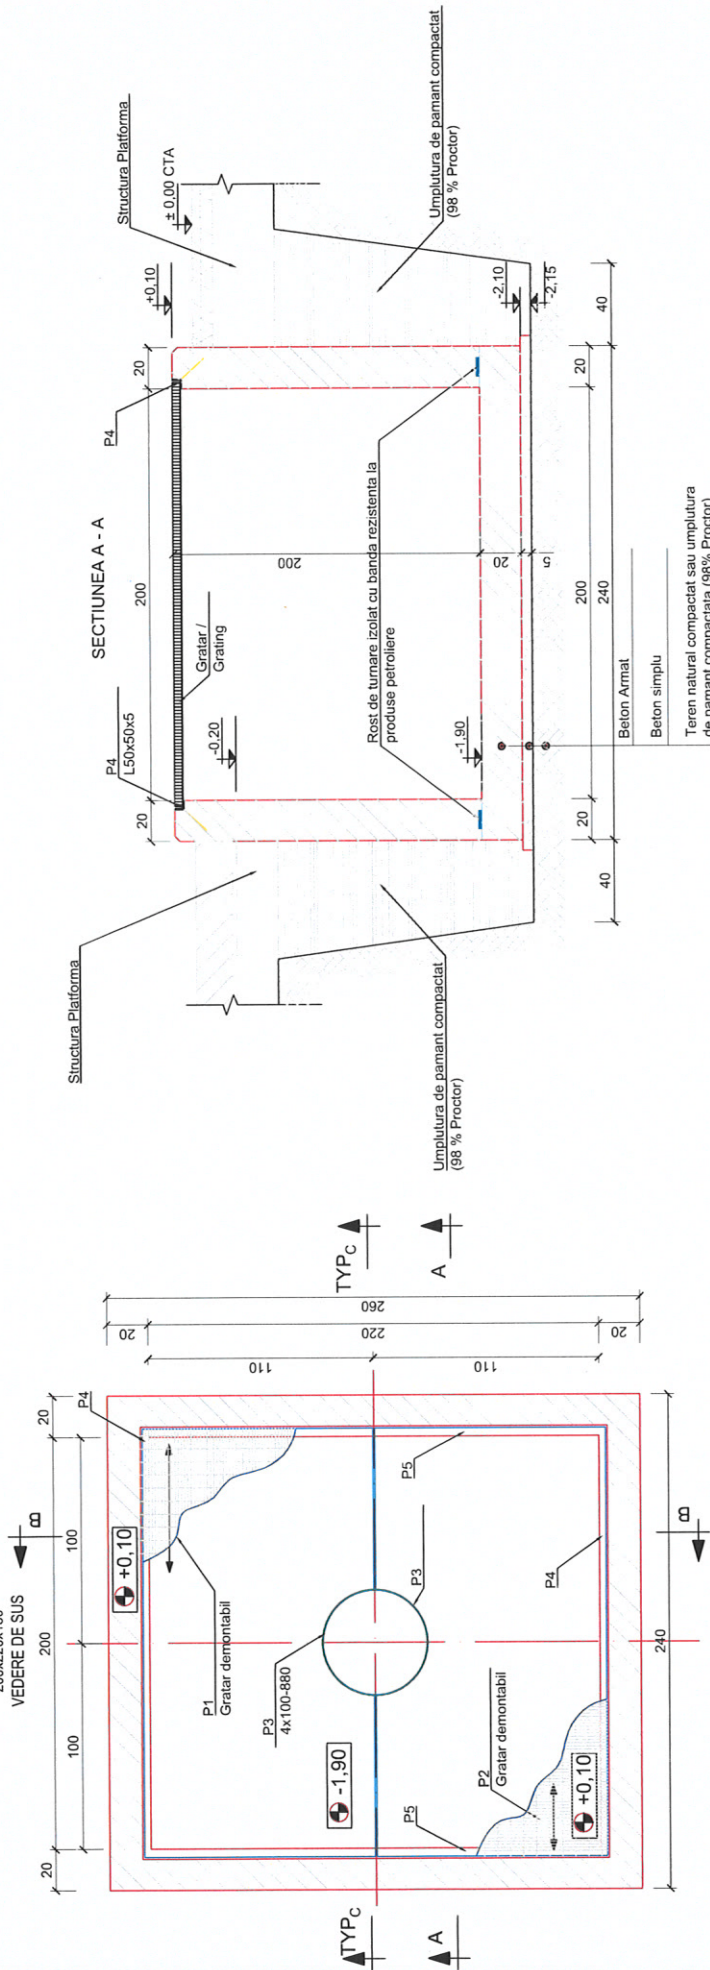 VEDERE DE SUS
B
B
20
200
20
100
100
P4
+0,10
P1
Gratar demontabil
P3
4x100-880
P3
-1,90
P2
Gratar demontabil
+0,10
P5
P5
P4
240
20
220
20
110
110
260
TYPC
A
TYPC
A
SECTIUNEA A - A
Structura Platforma
Structura Platforma
± 0.00 CTA
+0,10
P4
L50x50x5
P4
20
200
20
Gratar /
Grating
-0,20
200
20
5
Rost de turnare izolat cu banda rezistenta la
produse petroliere
-1,90
Umplutura de pamant compactat
(98 % Proctor)
Umplutura de pamant compactat
(98 % Proctor)
-2,10
-2,15
40
20
200
20
40
240
Beton Armat
Beton simplu
Teren natural compactat sau umplutura
de pamant compactata (98% Proctor)